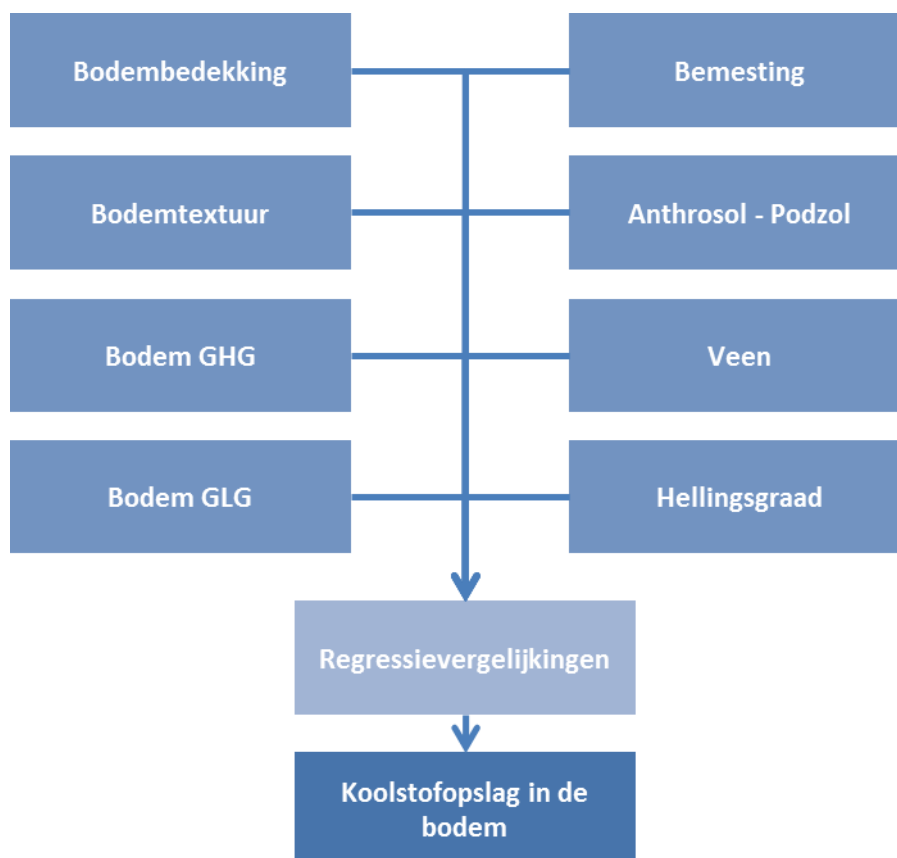 Bodembedekking
Bemesting
Bodemtextuur
Anthrosol - Podzol
Bodem GHG
Veen
Bodem GLG
Hellingsgraad
Regressievergelijkingen
Koolstofopslag in de
bodem